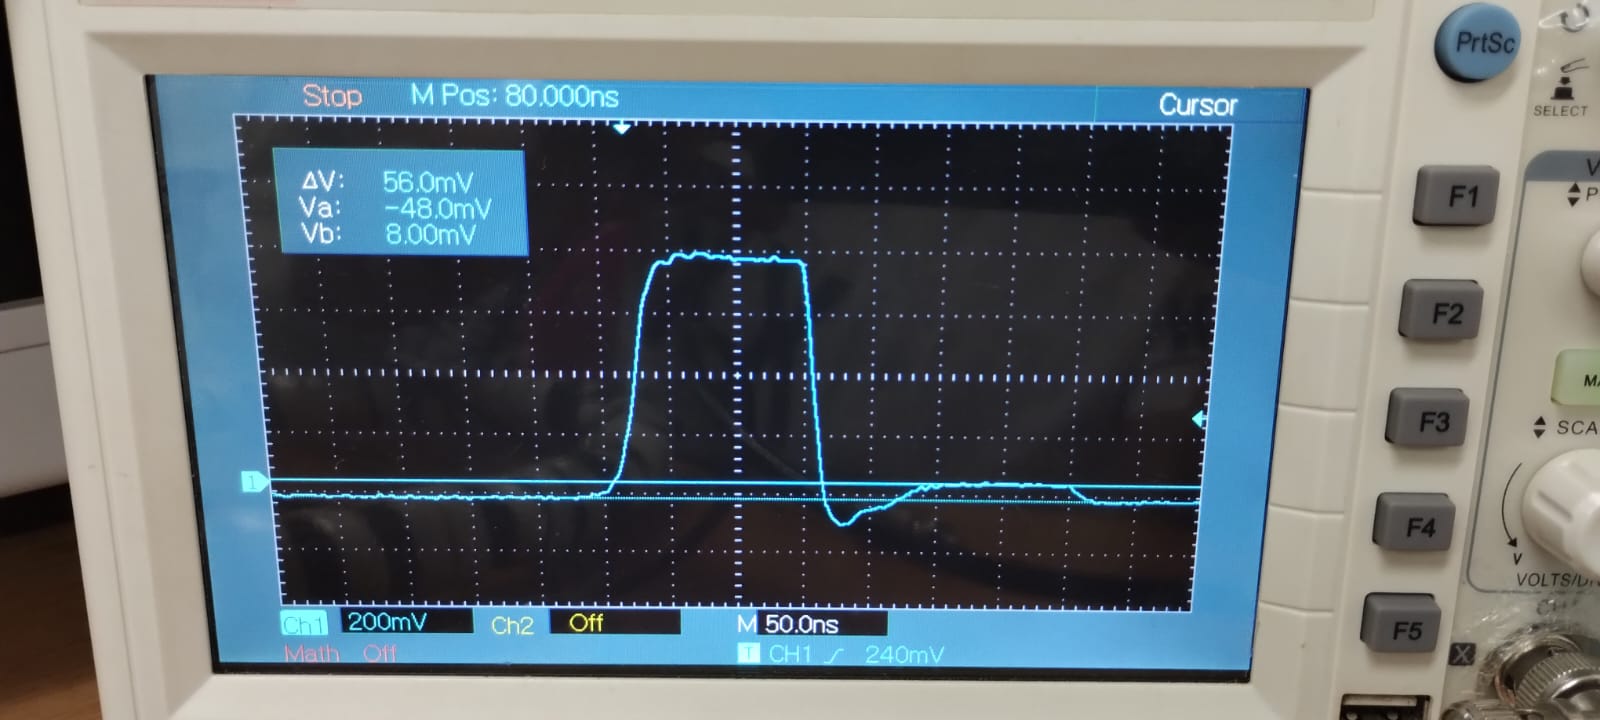 Stop M Pos: 80.000ns Cursor
ΔV: 56.0mV
Va: -48.0mV
Vb: 8.00mV
1
Ch1 200mV Ch2 Off M 50.0ns
Math Off T CH1 240mV
PrtSc
SELECT
F1
F2
F3
F4
F5
V
VOLTS/DI
X